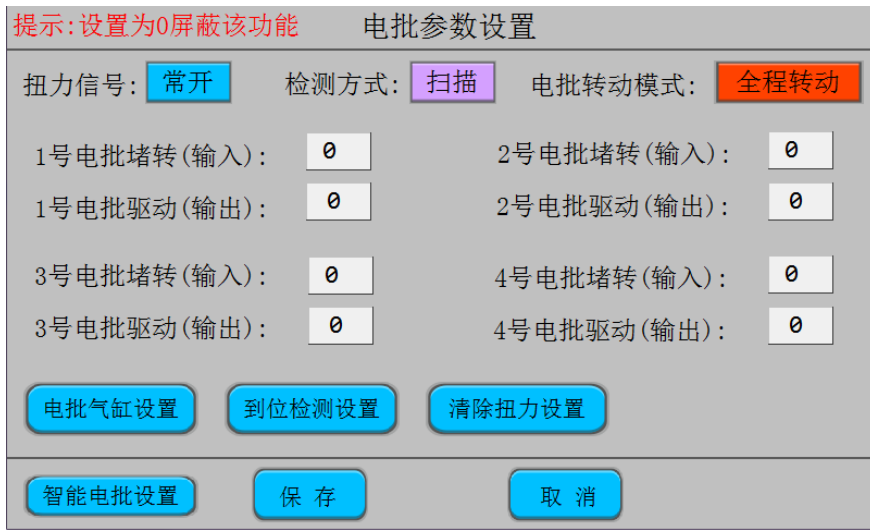 提示:设置为0屏蔽该功能 电批参数设置
扭力信号: 常开 检测方式: 扫描 电批转动模式: 全程转动
1号电批堵转(输入): 0 2号电批堵转(输入): 0
1号电批驱动(输出): 0 2号电批驱动(输出): 0
3号电批堵转(输入): 0 4号电批堵转(输入): 0
3号电批驱动(输出): 0 4号电批驱动(输出): 0
电批气缸设置 到位检测设置 清除扭力设置
智能电批设置 保存 取消